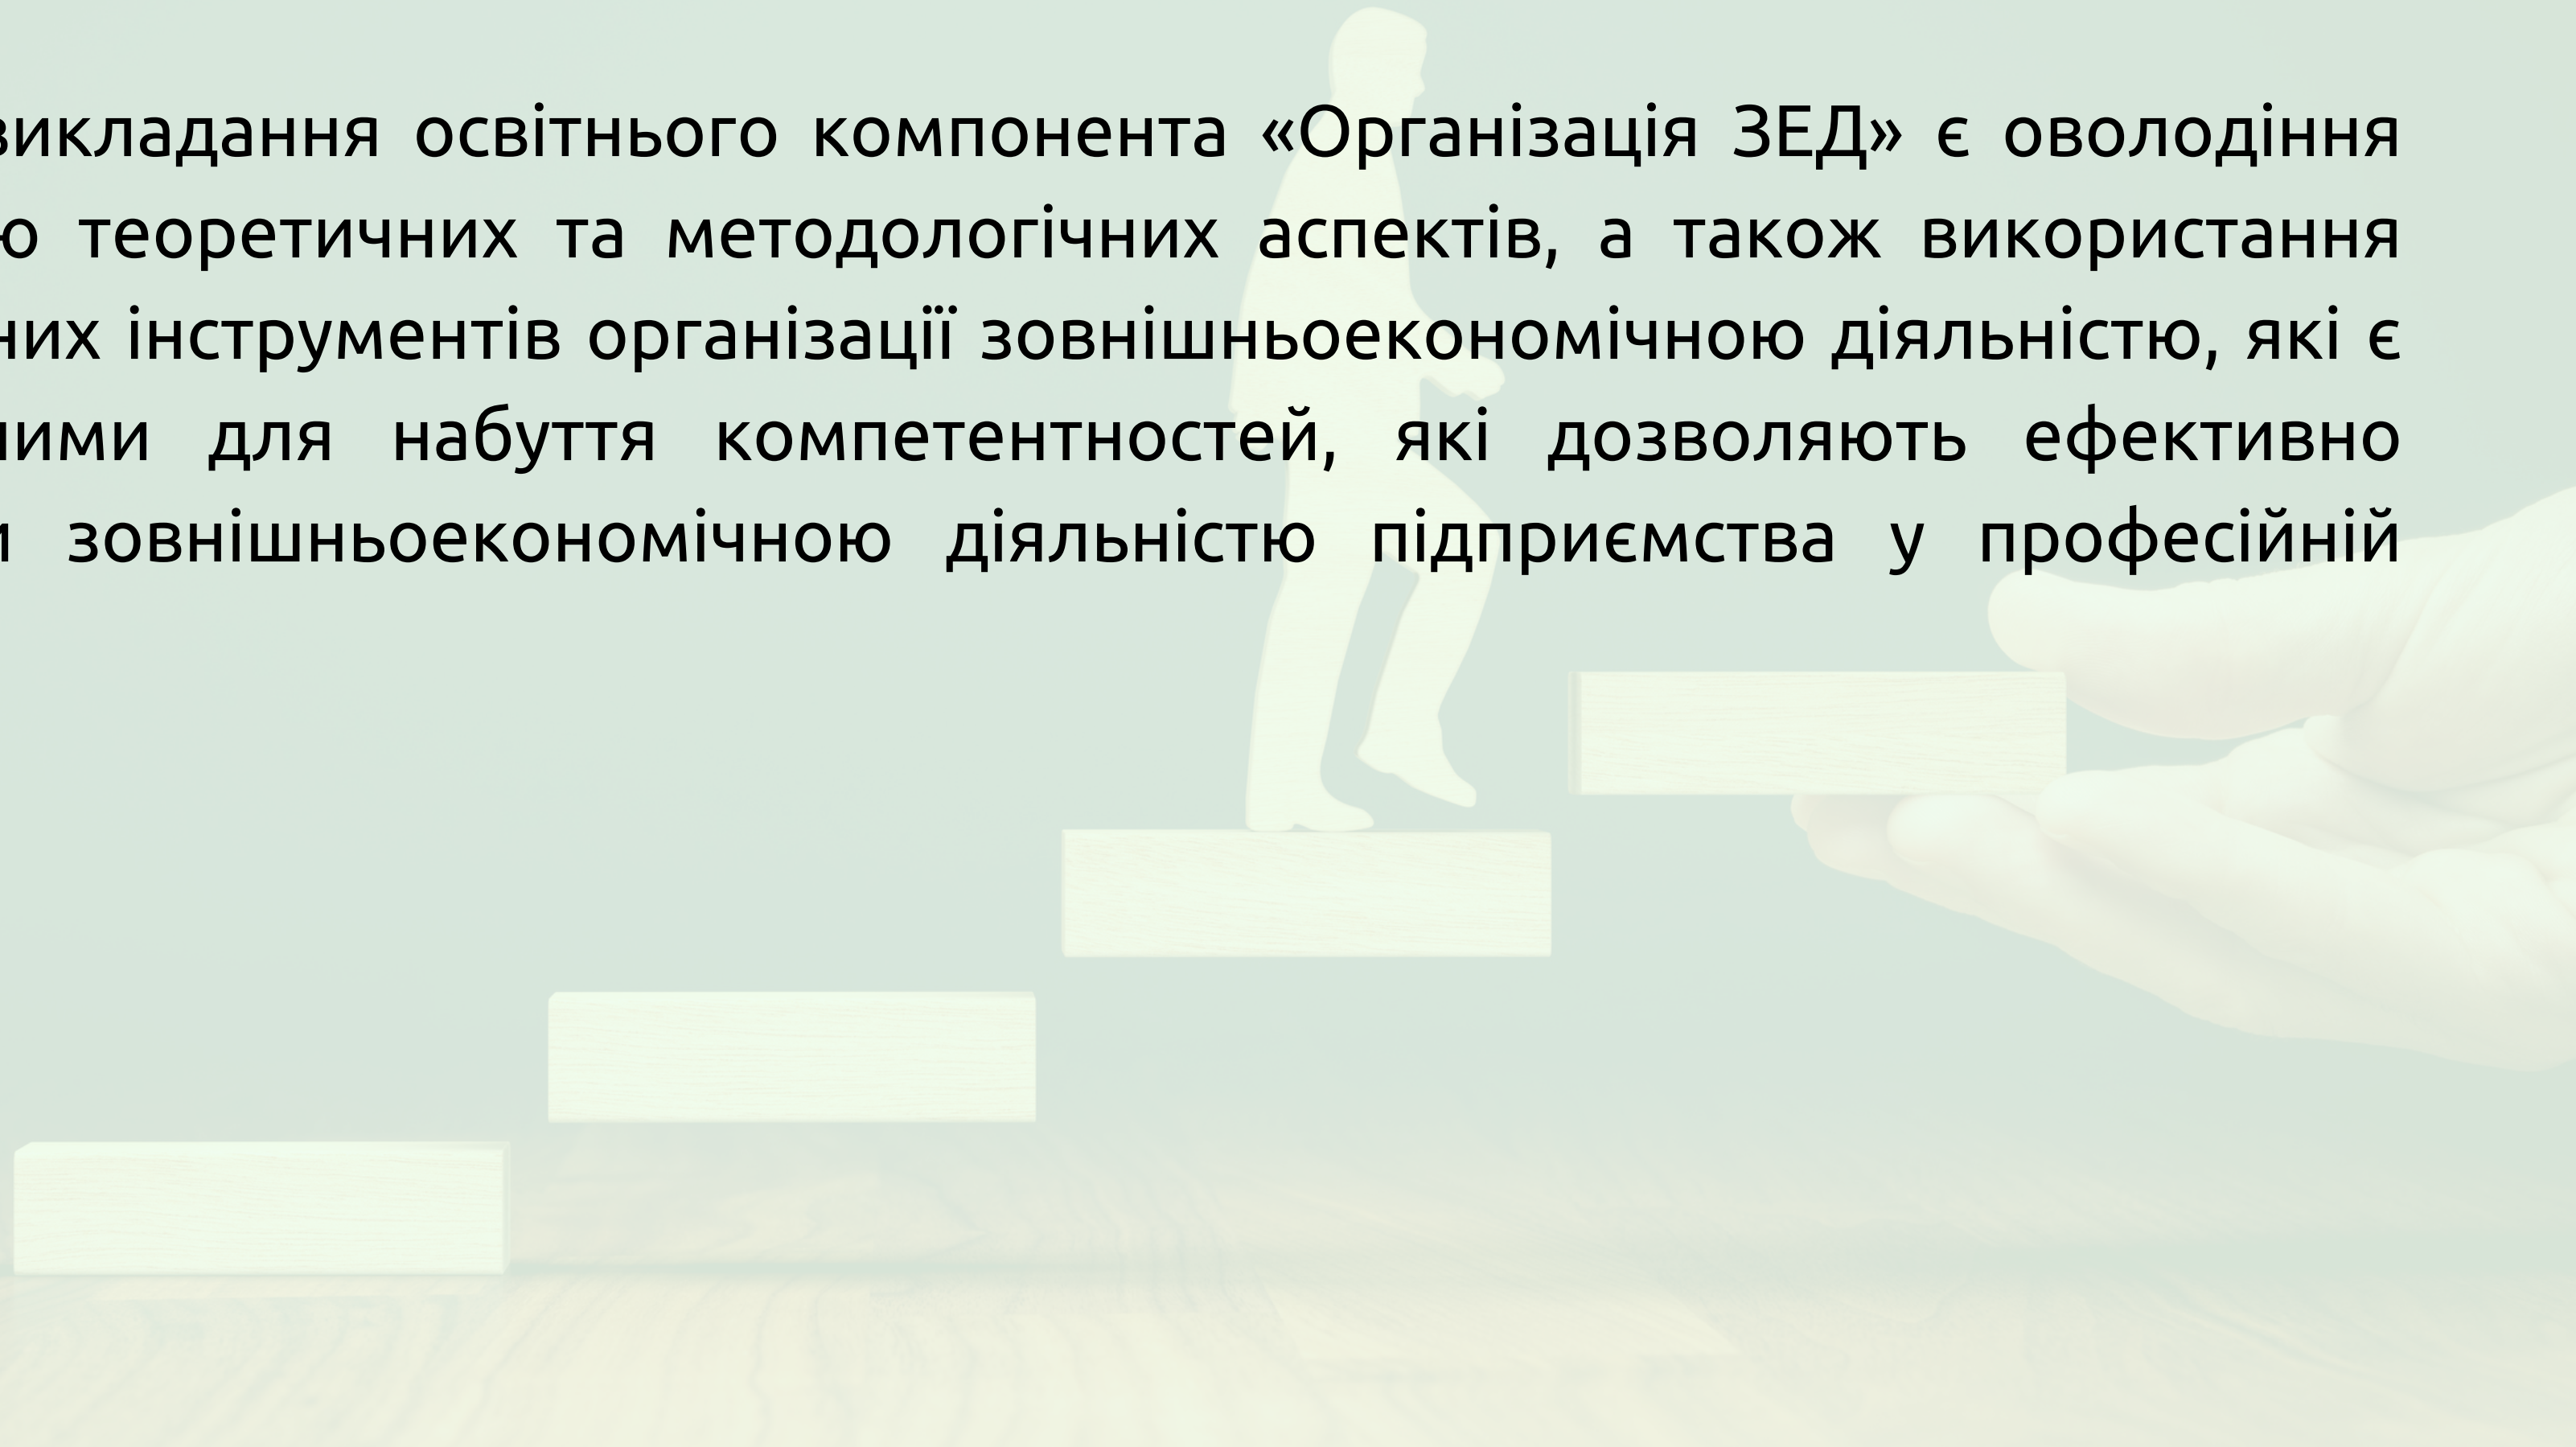 викладання освітнього компонента «Організація ЗЕД» є оволодіння
ю теоретичних та методологічних аспектів, а також використання
них інструментів організації зовнішньоекономічною діяльністю, які є
ними для набуття компетентностей, які дозволяють ефективно
и зовнішньоекономічною діяльністю підприємства у професійній